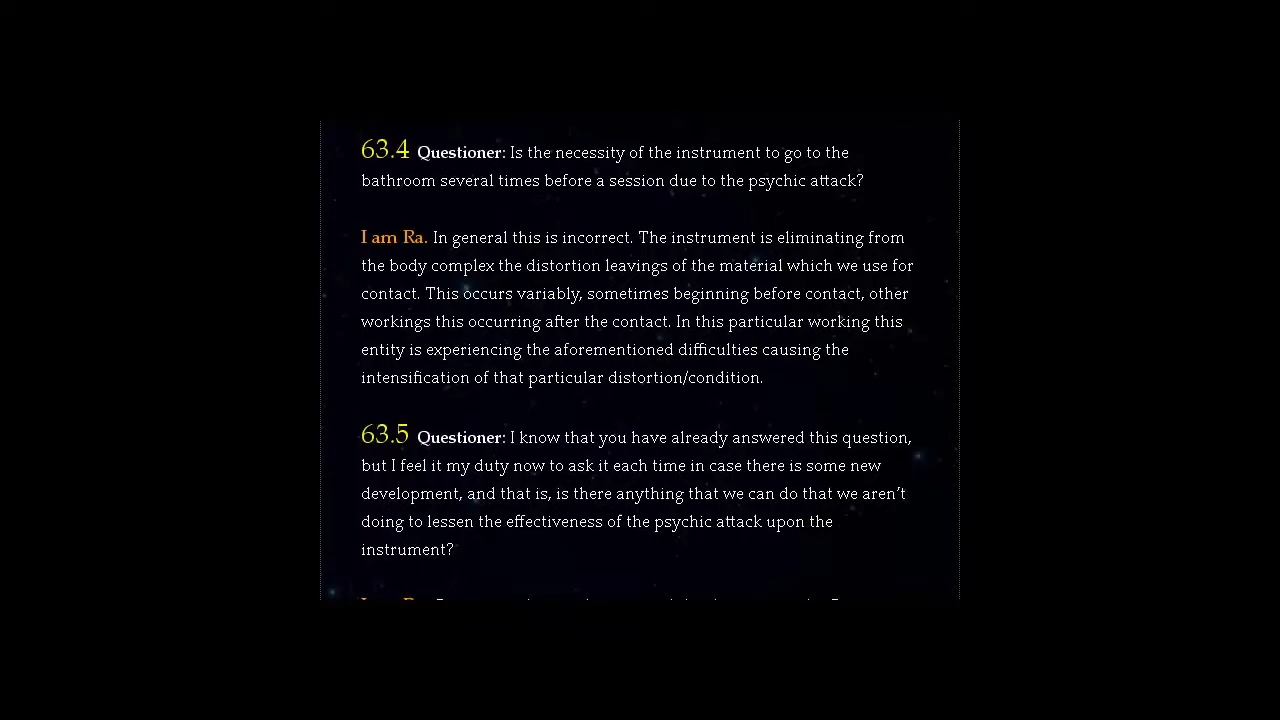 63.4 Questioner: Is the necessity of the instrument to go to the
bathroom several times before a session due to the psychic attack?
I am Ra. In general this is incorrect. The instrument is eliminating from
the body complex the distortion leavings of the material which we use for
contact. This occurs variably, sometimes beginning before contact, other
workings this occurring after the contact. In this particular working this
entity is experiencing the aforementioned difficulties causing the
intensification of that particular distortion/condition.
63.5 Questioner: I know that you have already answered this question,
but I feel it my duty now to ask it each time in case there is some new
development, and that is, is there anything that we can do that we aren’t
doing to lessen the effectiveness of the psychic attack upon the
instrument?